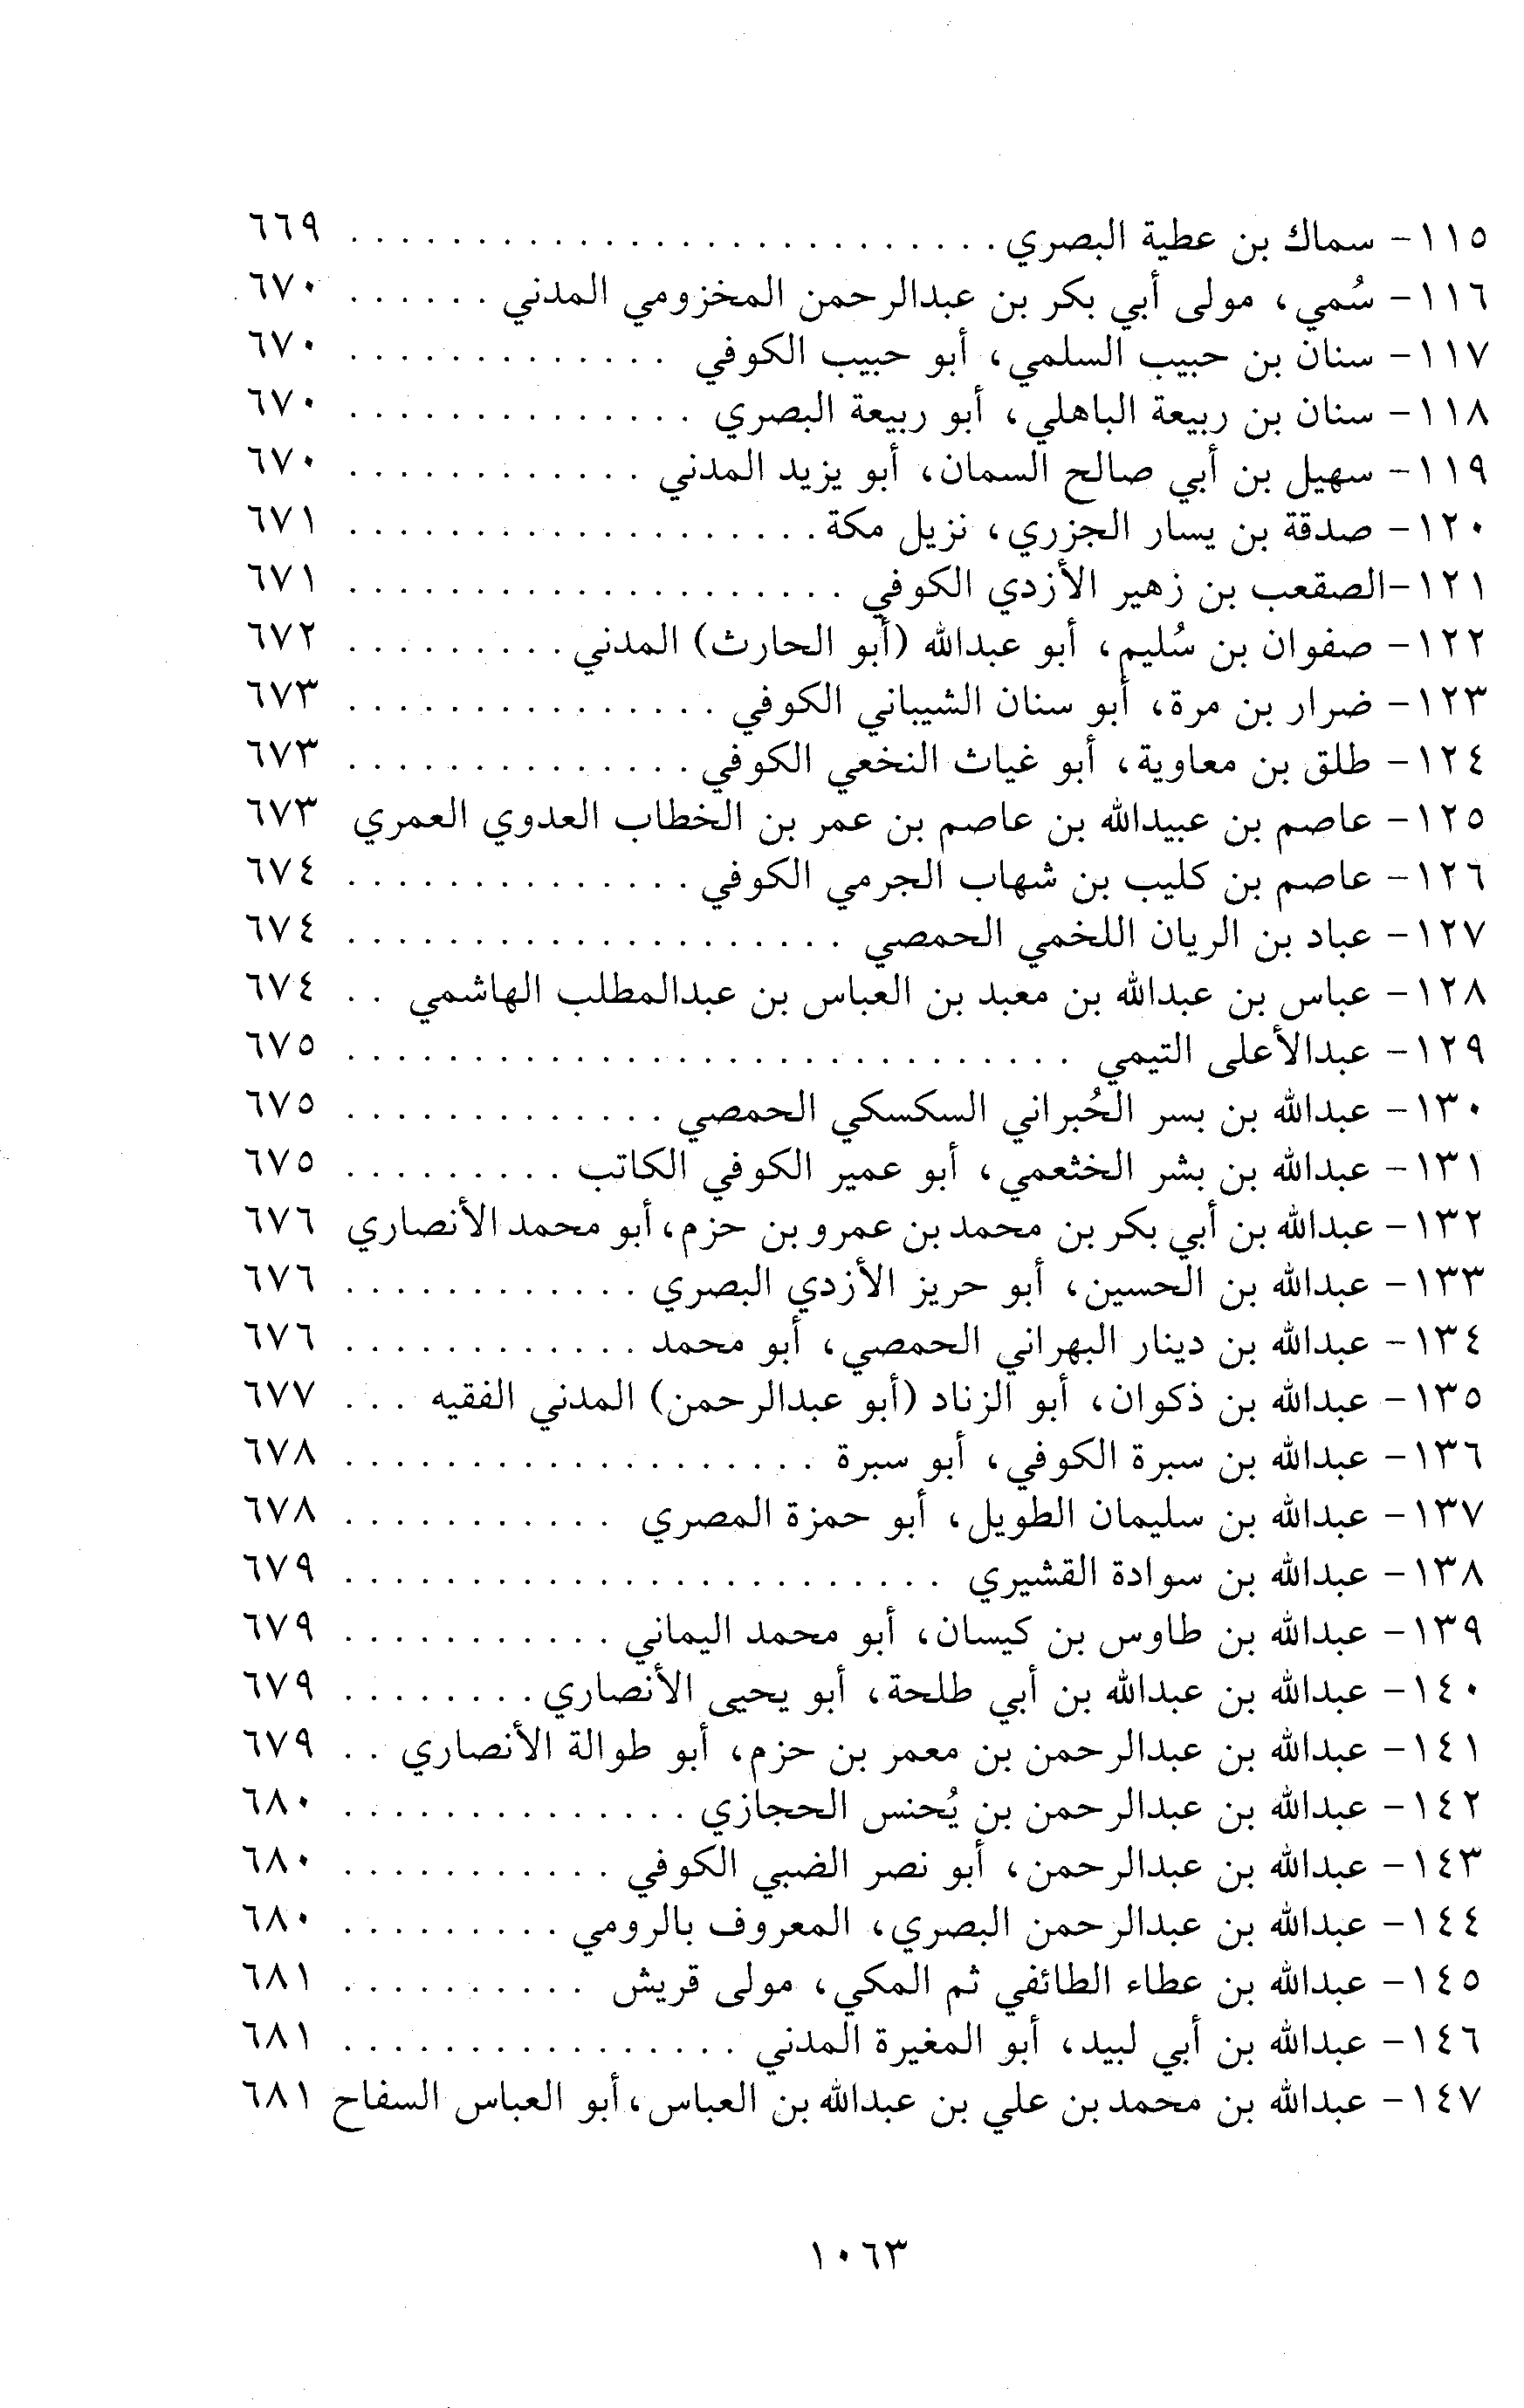 ١١٥- سماك بن عطية البصري . . . . . . . . . . . . . . . . . . . . . . . . . . ٦٦٩
١١٦- سُمي، مولى أبي بكر بن عبدالرحمن المخزومي المدني . . . . . . ٦٧٠
١١٧- سنان بن حبيب السلمي، أبو حبيب الكوفي . . . . . . . . . . . . . ٦٧٠
١١٨- سنان بن ربيعة الباهلي، أبو ربيعة البصري . . . . . . . . . . . . . . ٦٧٠
١١٩- سهيل بن أبي صالح السمان، أبو يزيد المدني . . . . . . . . . . . . ٦٧٠
١٢٠- صدقة بن يسار الجزري، نزيل مكة . . . . . . . . . . . . . . . . . . . ٦٧١
١٢١-الصقعب بن زهير الأزدي الكوفي . . . . . . . . . . . . . . . . . . . . ٦٧١
١٢٢- صفوان بن سُليم، أبو عبدالله (أبو الحارث) المدني . . . . . . . . . ٦٧٢
١٢٣- ضرار بن مرة، أبو سنان الشيباني الكوفي . . . . . . . . . . . . . . . ٦٧٣
١٢٤- طلق بن معاوية، أبو غياث النخعي الكوفي . . . . . . . . . . . . . . ٦٧٣
١٢٥- عاصم بن عبيدالله بن عاصم بن عمر بن الخطاب العدوي العمري ٦٧٣
١٢٦- عاصم بن كليب بن شهاب الجرمي الكوفي . . . . . . . . . . . . . . ٦٧٤
١٢٧- عباد بن الريان اللخمي الحمصي . . . . . . . . . . . . . . . . . . . . ٦٧٤
١٢٨- عباس بن عبدالله بن معبد بن العباس بن عبدالمطلب الهاشمي . . ٦٧٤
١٢٩- عبدالأعلى التيمي . . . . . . . . . . . . . . . . . . . . . . . . . . . . . ٦٧٥
١٣٠- عبدالله بن بسر الحُبراني السكسكي الحمصي . . . . . . . . . . . . . ٦٧٥
١٣١- عبدالله بن بشر الخثعمي، أبو عمير الكوفي الكاتب . . . . . . . . . ٦٧٥
١٣٢- عبدالله بن أبي بكر بن محمد بن عمرو بن حزم، أبو محمد الأنصاري ٦٧٦
١٣٣- عبدالله بن الحسين، أبو حريز الأزدي البصري . . . . . . . . . . . . ٦٧٦
١٣٤- عبدالله بن دينار البهراني الحمصي، أبو محمد . . . . . . . . . . . . ٦٧٦
١٣٥- عبدالله بن ذكوان، أبو الزناد (أبو عبدالرحمن) المدني الفقيه . . . ٦٧٧
١٣٦- عبدالله بن سبرة الكوفي، أبو سبرة . . . . . . . . . . . . . . . . . . . ٦٧٨
١٣٧- عبدالله بن سليمان الطويل، أبو حمزة المصري . . . . . . . . . . . ٦٧٨
١٣٨- عبدالله بن سوادة القشيري . . . . . . . . . . . . . . . . . . . . . . . . ٦٧٩
١٣٩- عبدالله بن طاوس بن كيسان، أبو محمد اليماني . . . . . . . . . . . ٦٧٩
١٤٠- عبدالله بن عبدالله بن أبي طلحة، أبو يحيى الأنصاري . . . . . . . . ٦٧٩
١٤١- عبدالله بن عبدالرحمن بن معمر بن حزم، أبو طوالة الأنصاري . . ٦٧٩
١٤٢- عبدالله بن عبدالرحمن بن يُحنس الحجازي . . . . . . . . . . . . . . ٦٨٠
١٤٣- عبدالله بن عبدالرحمن، أبو نصر الضبي الكوفي . . . . . . . . . . . ٦٨٠
١٤٤- عبدالله بن عبدالرحمن البصري، المعروف بالرومي . . . . . . . . . ٦٨٠
١٤٥- عبدالله بن عطاء الطائفي ثم المكي، مولى قريش . . . . . . . . . . ٦٨١
١٤٦- عبدالله بن أبي لبيد، أبو المغيرة المدني . . . . . . . . . . . . . . . . ٦٨١
١٤٧- عبدالله بن محمد بن علي بن عبدالله بن العباس، أبو العباس السفاح ٦٨١
١٠٦٣